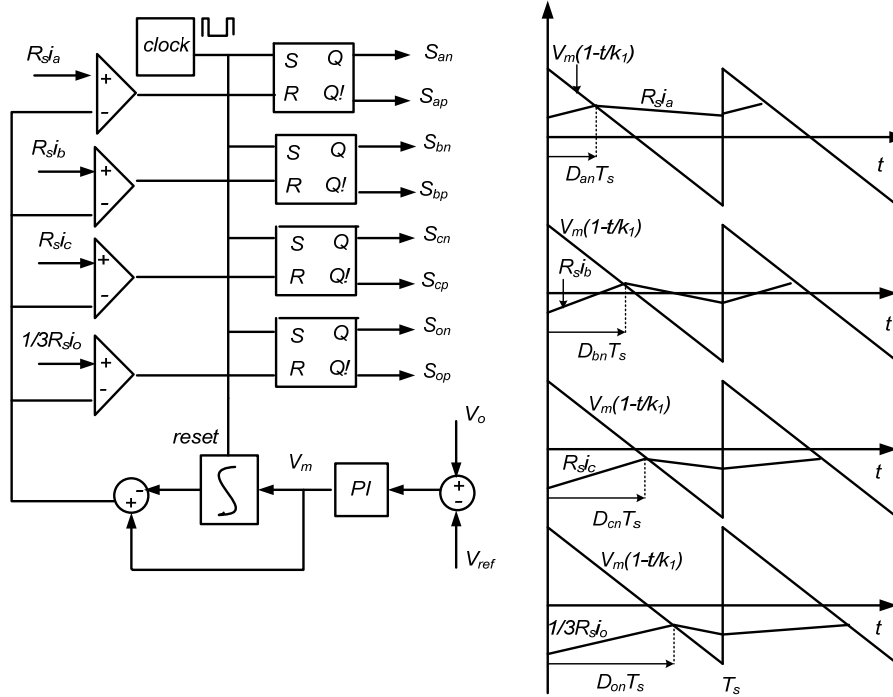 clock
R_s i_a
+
-
S Q
R Q!
S_an
S_ap
R_s i_b
+
-
S Q
R Q!
S_bn
S_bp
R_s i_c
+
-
S Q
R Q!
S_cn
S_cp
1/3R_s i_o
+
-
S Q
R Q!
S_on
S_op
reset
V_m
PI
V_o
+
-
V_ref
-
+
V_m(1-t/k_1)
R_s i_a
t
D_an T_s
V_m(1-t/k_1)
R_s i_b
t
D_bn T_s
V_m(1-t/k_1)
R_s i_c
t
D_cn T_s
V_m(1-t/k_1)
1/3R_s i_o
t
D_on T_s
T_s